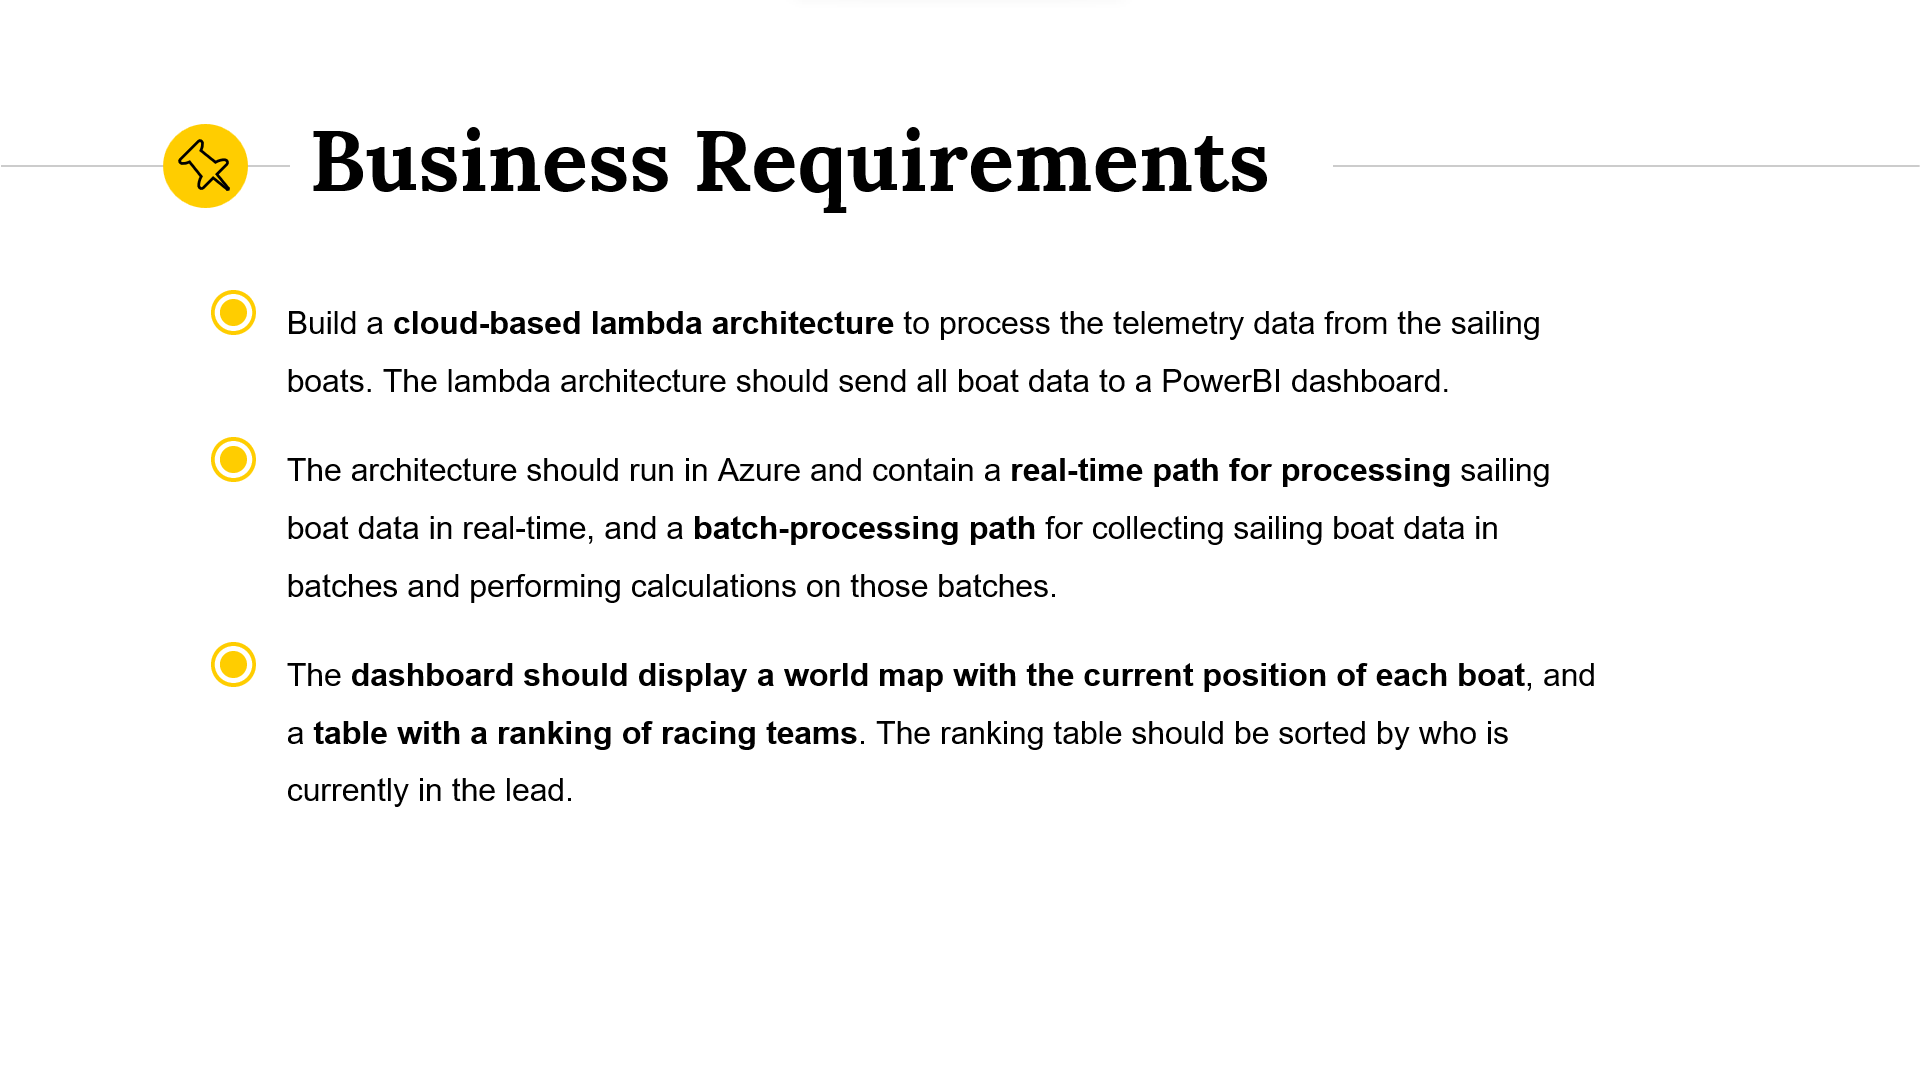 Business Requirements
Build a cloud-based lambda architecture to process the telemetry data from the sailing
boats. The lambda architecture should send all boat data to a PowerBI dashboard.
The architecture should run in Azure and contain a real-time path for processing sailing
boat data in real-time, and a batch-processing path for collecting sailing boat data in
batches and performing calculations on those batches.
The dashboard should display a world map with the current position of each boat, and
a table with a ranking of racing teams. The ranking table should be sorted by who is
currently in the lead.